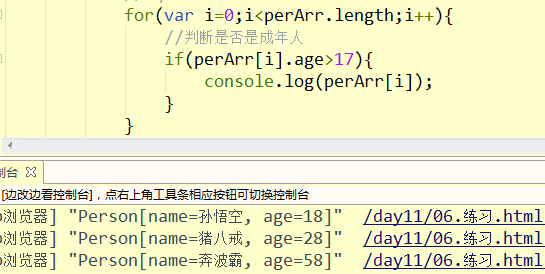 for(var i=0;i<perArr.length;i++){
//判断是否是成年人
if(perArr[i].age>17){
console.log(perArr[i]);
}
}
制台
[边改边看控制台]，点右上角工具条相应按钮可切换控制台
浏览器] "Person[name=孙悟空, age=18]" /day11/06.练习.html
浏览器] "Person[name=猪八戒, age=28]" /day11/06.练习.html
浏览器] "Person[name=奔波霸, age=58]" /day11/06.练习.html